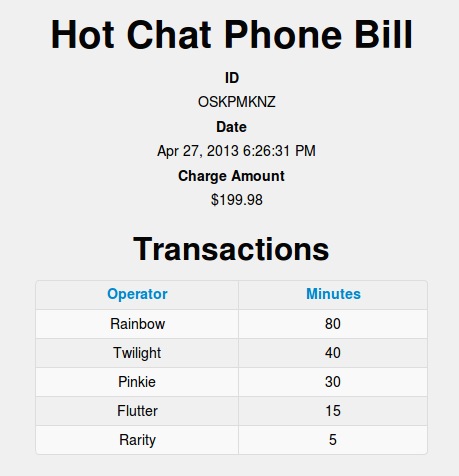 Hot Chat Phone Bill
ID
OSKPMKNZ
Date
Apr 27, 2013 6:26:31 PM
Charge Amount
$199.98
Transactions
Operator Minutes
Rainbow 80
Twilight 40
Pinkie 30
Flutter 15
Rarity 5